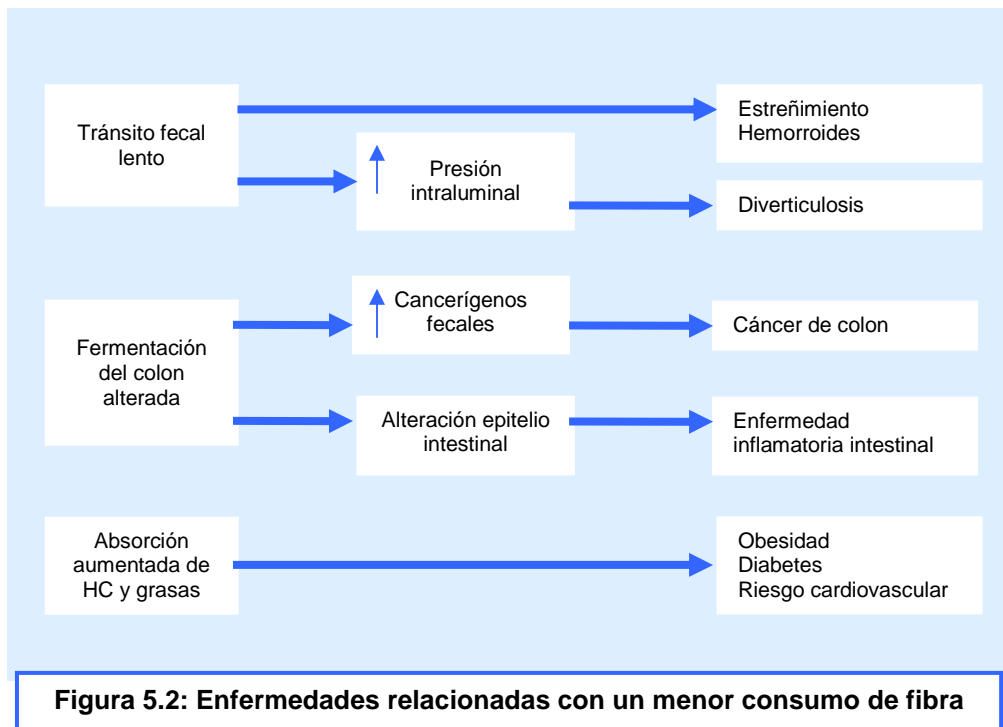 Tránsito fecal
lento
Estreñimiento
Hemorroides
Presión
intraluminal
Diverticulosis
Fermentación
del colon
alterada
Cancerígenos
fecales
Cáncer de colon
Alteración epitelio
intestinal
Enfermedad
inflamatoria intestinal
Absorción
aumentada de
HC y grasas
Obesidad
Diabetes
Riesgo cardiovascular
Figura 5.2: Enfermedades relacionadas con un menor consumo de fibra